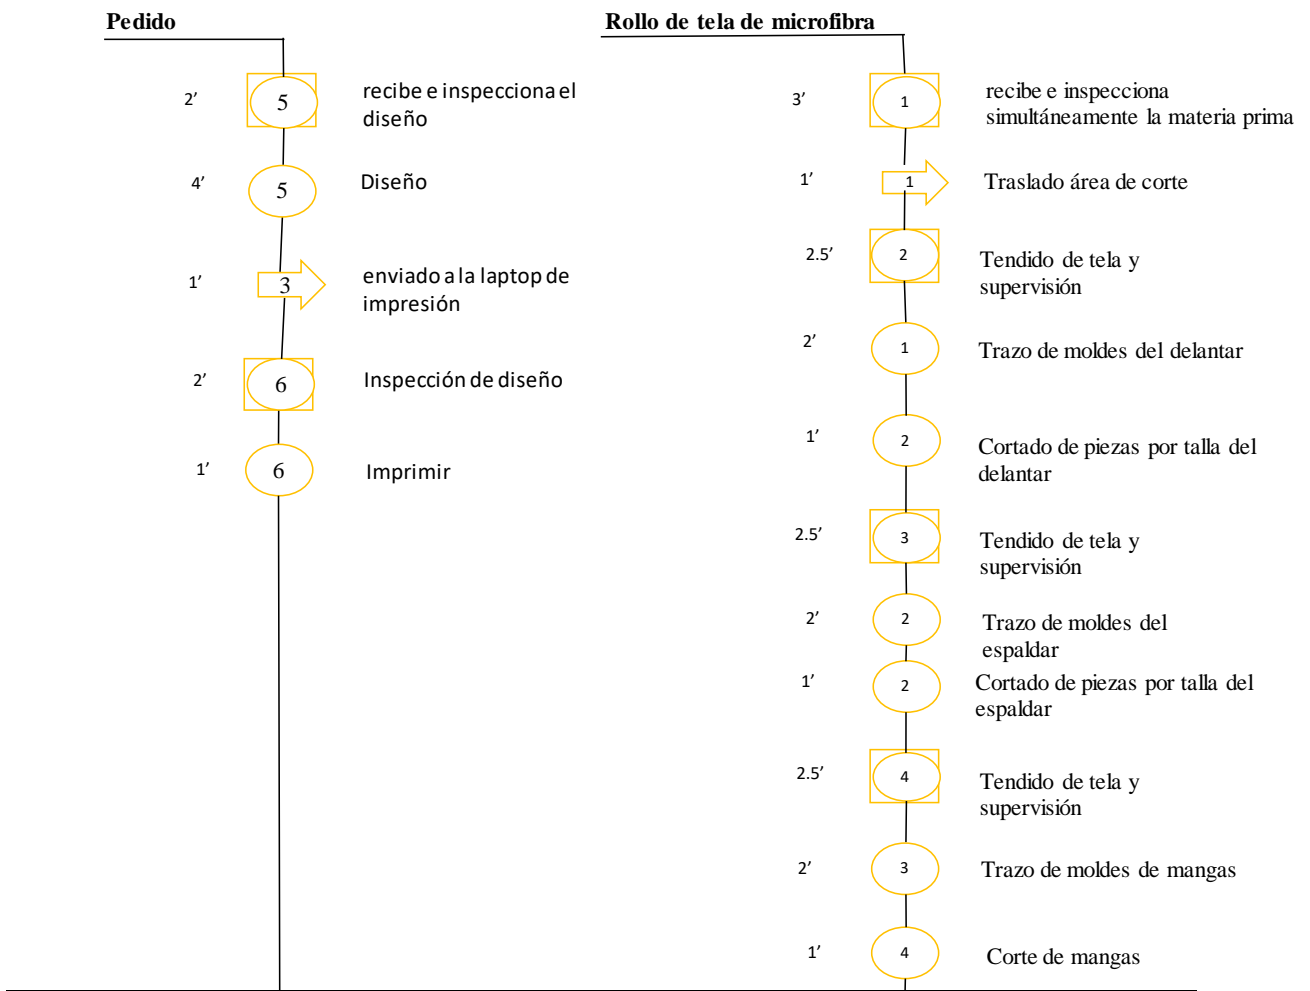 Pedido
2’
5
recibe e inspecciona el
diseño
4’
5
Diseño
1’
3
enviado a la laptop de
impresión
2’
6
Inspección de diseño
1’
6
Imprimir
Rollo de tela de microfibra
3’
1
recibe e inspecciona
simultáneamente la materia prima
1’
1
Traslado área de corte
2.5’
2
Tendido de tela y
supervisión
2’
1
Trazo de moldes del delantar
1’
2
Cortado de piezas por talla del
delantar
2.5’
3
Tendido de tela y
supervisión
2’
2
Trazo de moldes del
espaldar
1’
2
Cortado de piezas por talla del
espaldar
2.5’
4
Tendido de tela y
supervisión
2’
3
Trazo de moldes de mangas
1’
4
Corte de mangas